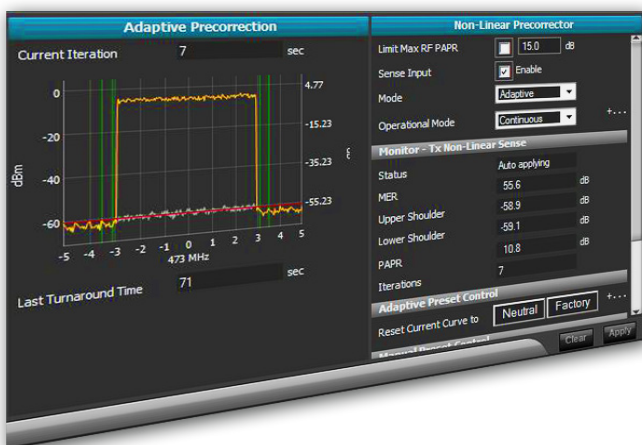 Adaptive Precorrection
Current Iteration 7 sec
0
-20
-40
-60
dBm
4.77
-15.23
-35.23
-55.23
-5 -4 -3 -2 -1 0 1 2 3 4 5
473 MHz
Last Turnaround Time 71 sec
Non-Linear Precorrector
Limit Max RF PAPR 15.0 dB
Sense Input Enable
Mode Adaptive
Operational Mode Continuous +...
Monitor - Tx Non-Linear Sense
Status Auto applying
MER 55.6 dB
Upper Shoulder -58.9 dB
Lower Shoulder -59.1 dB
PAPR 10.8 dB
Iterations 7
Adaptive Preset Control
Reset Current Curve to Neutral Factory +...
Manual Preset Control
Clear Apply